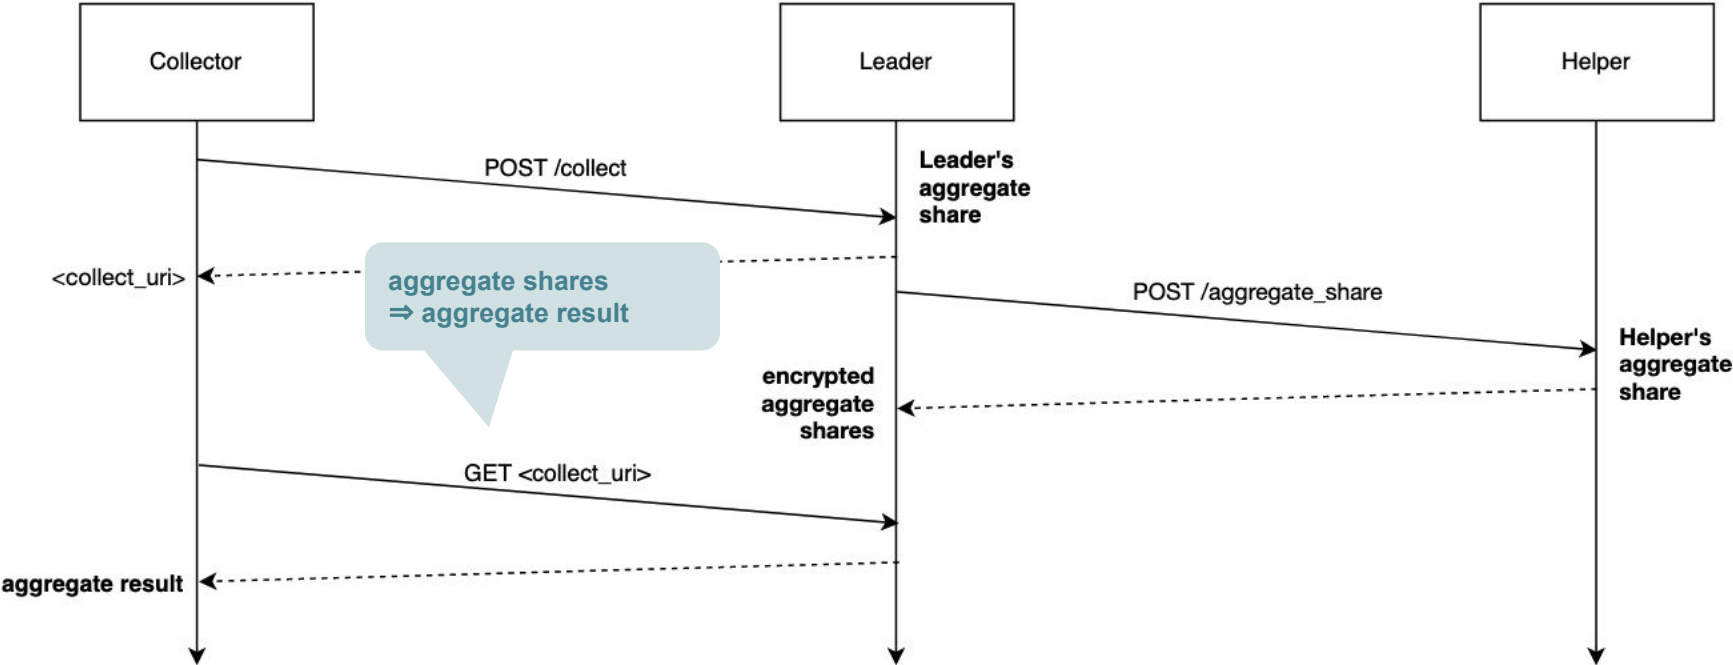 Collector
Leader
Helper
POST /collect
Leader's
aggregate
share
<collect_uri>
aggregate shares
⇒ aggregate result
POST /aggregate_share
Helper's
aggregate
share
encrypted
aggregate
shares
GET <collect_uri>
aggregate result